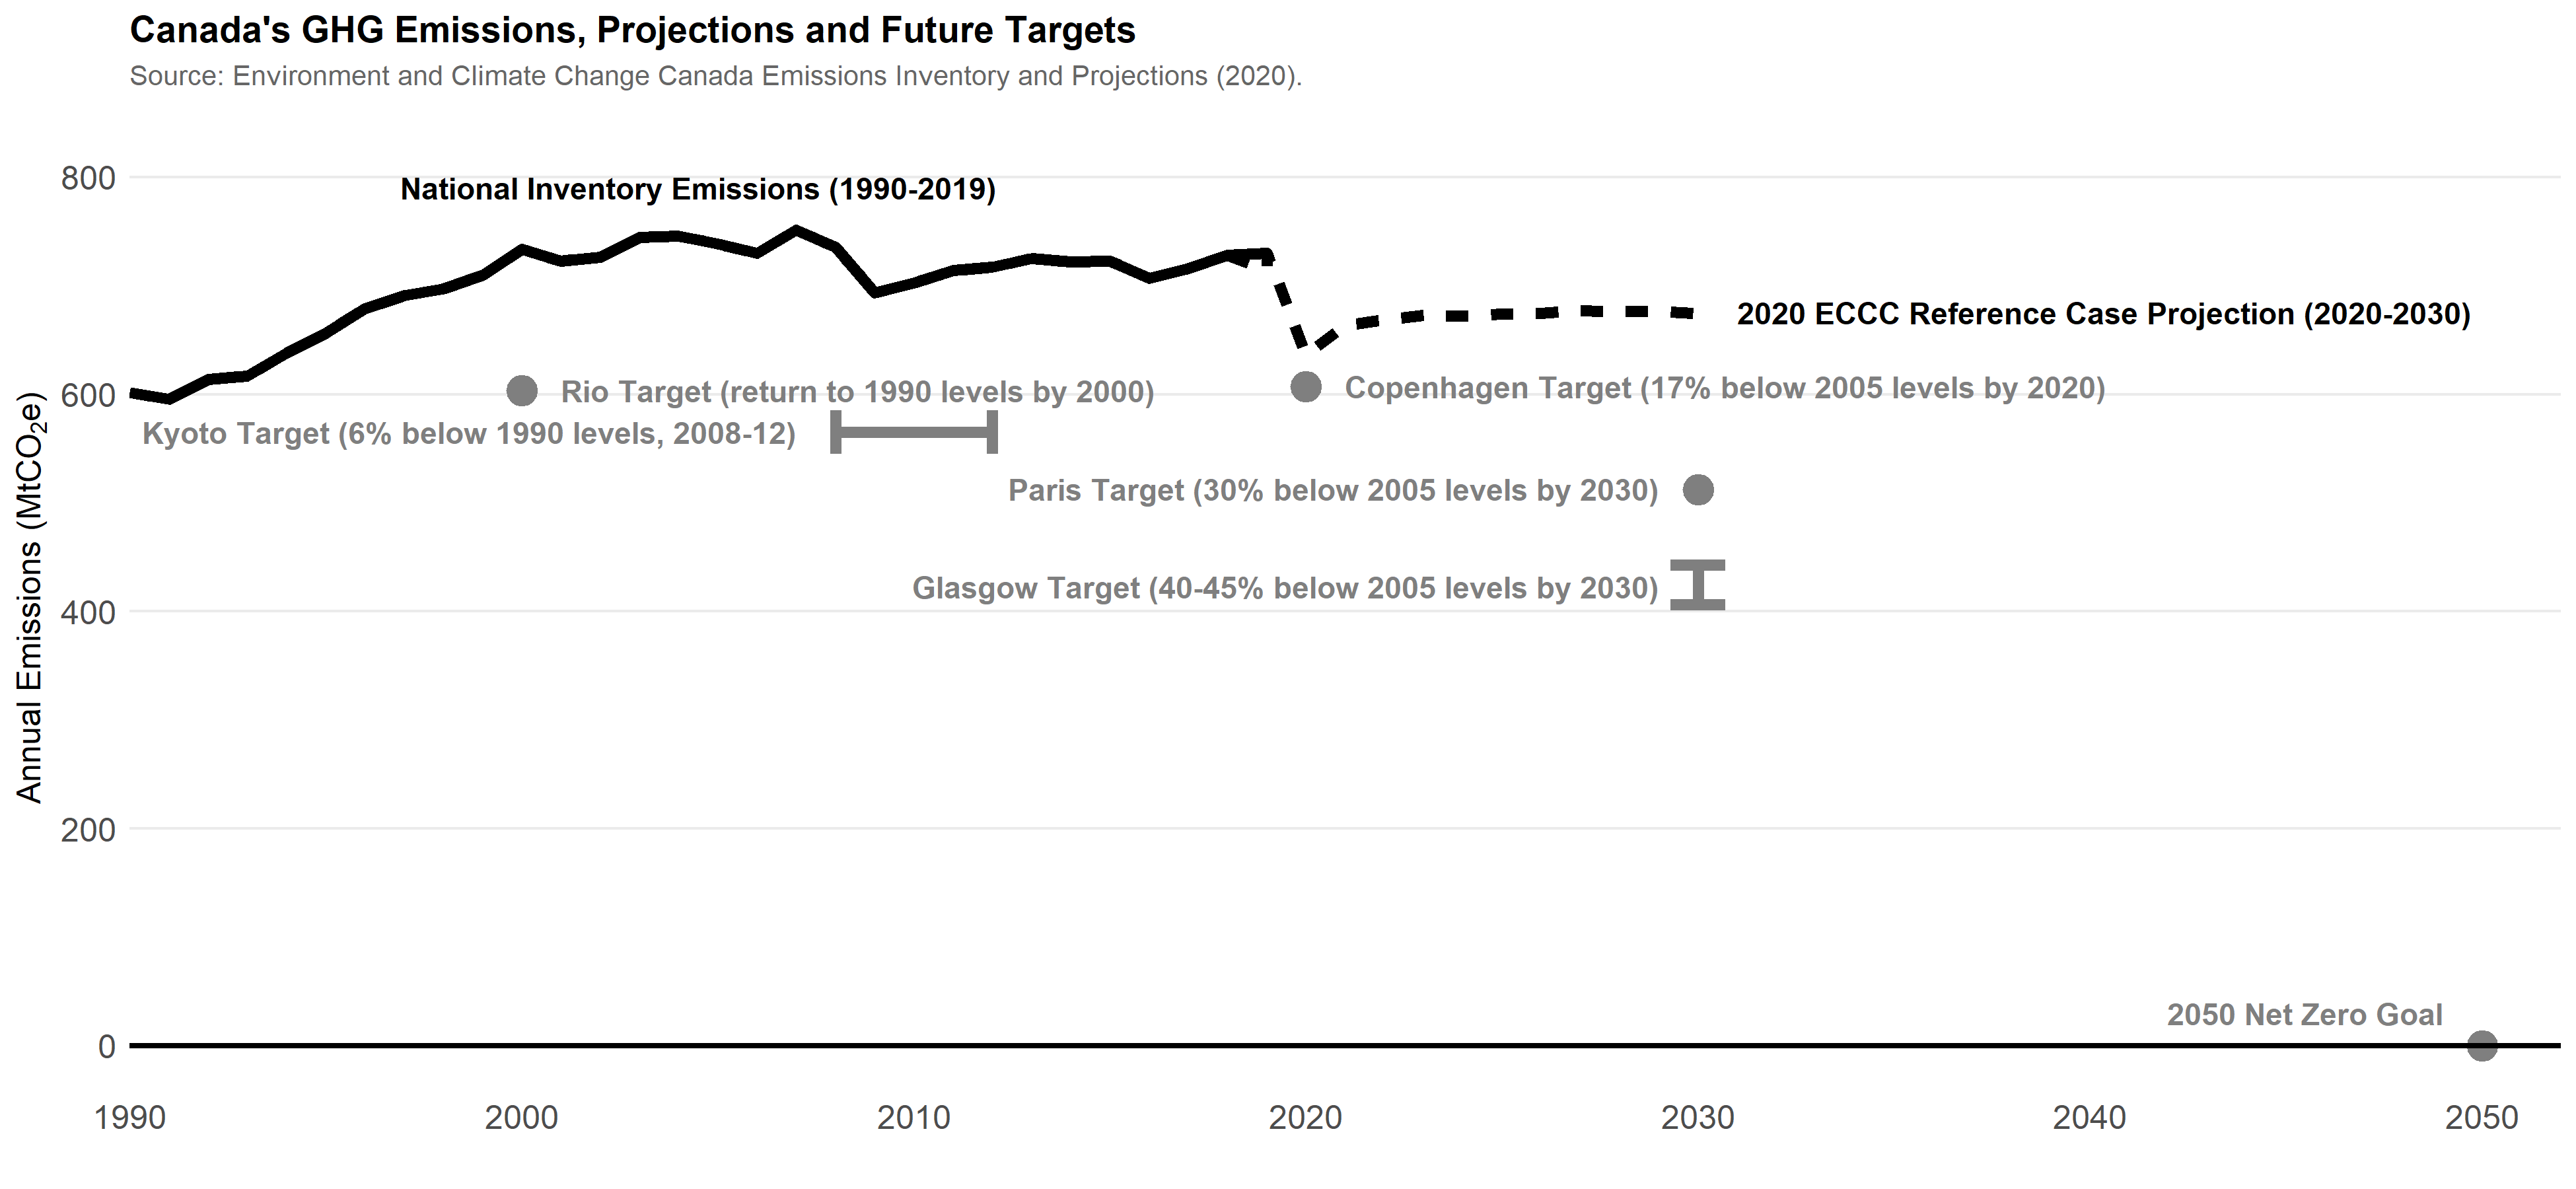 Canada's GHG Emissions, Projections and Future Targets
Source: Environment and Climate Change Canada Emissions Inventory and Projections (2020).
Annual Emissions (MtCO₂e)
800
National Inventory Emissions (1990-2019)
2020 ECCC Reference Case Projection (2020-2030)
600
Rio Target (return to 1990 levels by 2000)
Copenhagen Target (17% below 2005 levels by 2020)
Kyoto Target (6% below 1990 levels, 2008-12)
Paris Target (30% below 2005 levels by 2030)
Glasgow Target (40-45% below 2005 levels by 2030)
400
200
2050 Net Zero Goal
0
1990 2000 2010 2020 2030 2040 2050